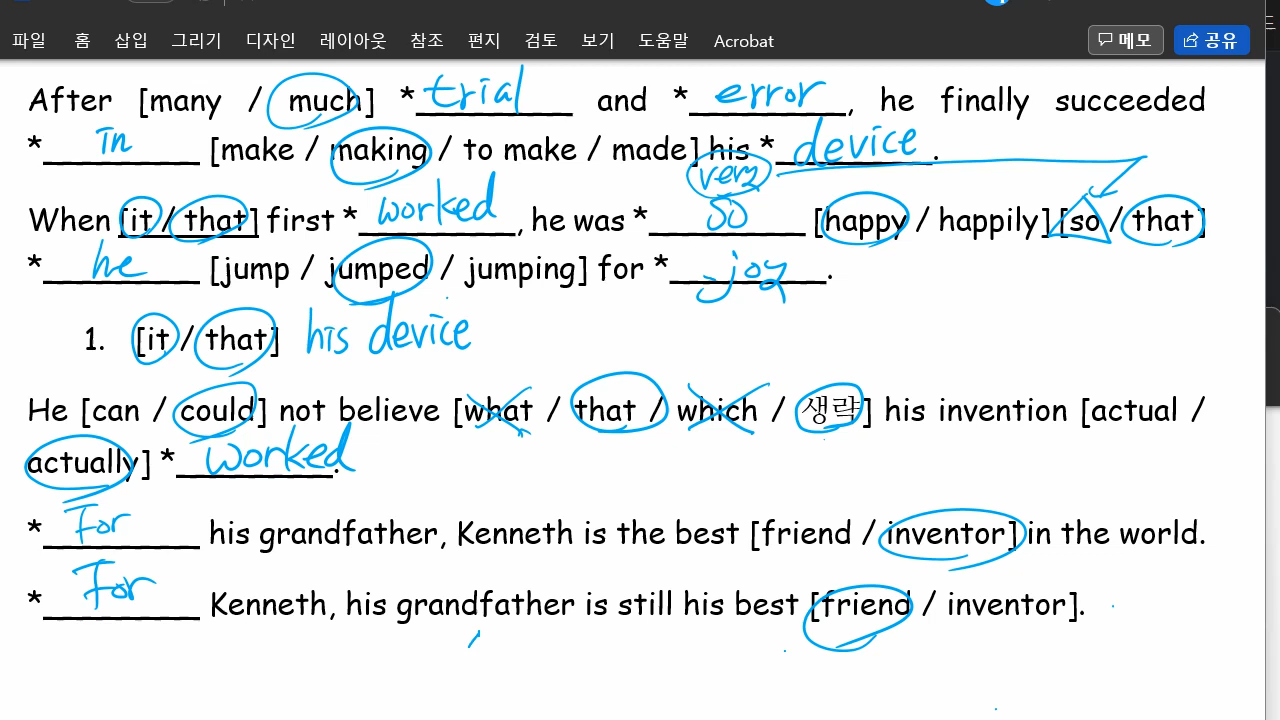 파일 홈 삽입 그리기 디자인 레이아웃 참조 편지 검토 보기 도움말 Acrobat 메모 공유
After [many / much] * trial and * error, he finally succeeded
* in [make / making / to make / made] his * device.
very
When [it / that] first * worked, he was * so [happy / happily] [so / that]
* he [jump / jumped / jumping] for * joy.
1. [it / that] his device
He [can / could] not believe [what / that / which / 생략] his invention [actual /
actually] * worked.
* For his grandfather, Kenneth is the best [friend / inventor] in the world.
* For Kenneth, his grandfather is still his best [friend / inventor].